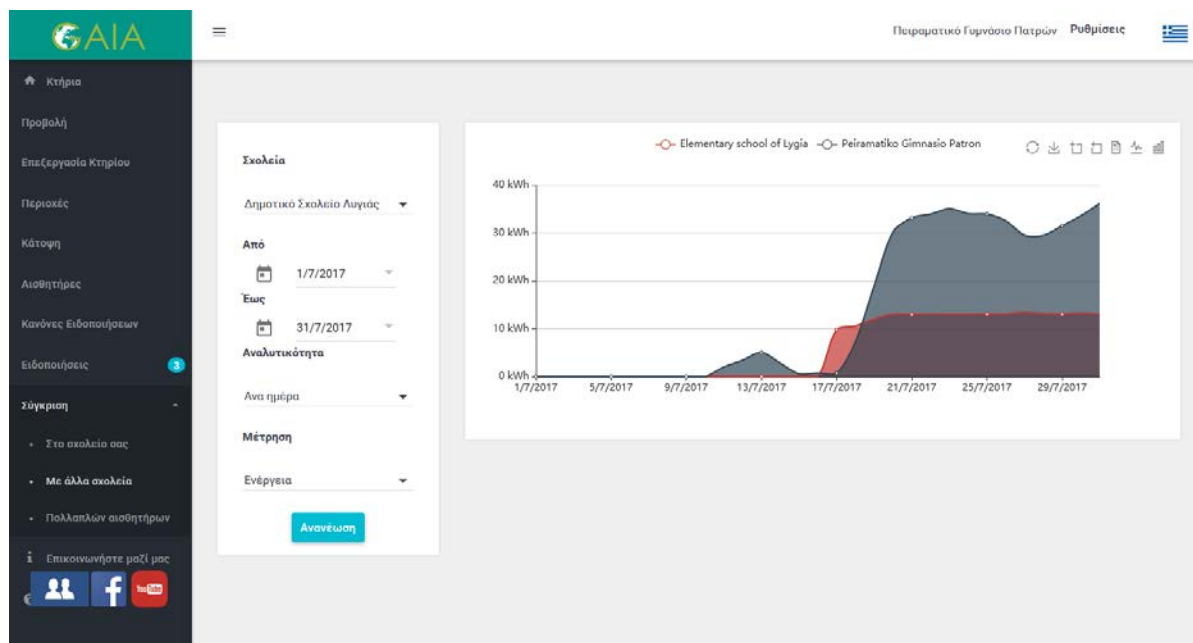 GAIA
Πειραματικό Γυμνάσιο Πατρών
Ρυθμίσεις
Κτήρια
Προβολή
Επεξεργασία Κτηρίου
Περιοχές
Κάτοψη
Αισθητήρες
Κανόνες Ειδοποιήσεων
Ειδοποιήσεις 3
Σύγκριση
Στο σχολείο σας
Με άλλα σχολεία
Πολλαπλών αισθητήρων
Επικοινωνήστε μαζί μας
YouTube
Σχολεία
Δημοτικό Σχολείο Λυγιάς
Από
1/7/2017
Έως
31/7/2017
Αναλυτικότητα
Ανα ημέρα
Μέτρηση
Ενέργεια
Ανανέωση
Elementary school of Lygia Peiramatiko Gimnasio Patron
40 kWh
30 kWh
20 kWh
10 kWh
0 kWh
1/7/2017 5/7/2017 9/7/2017 13/7/2017 17/7/2017 21/7/2017 25/7/2017 29/7/2017